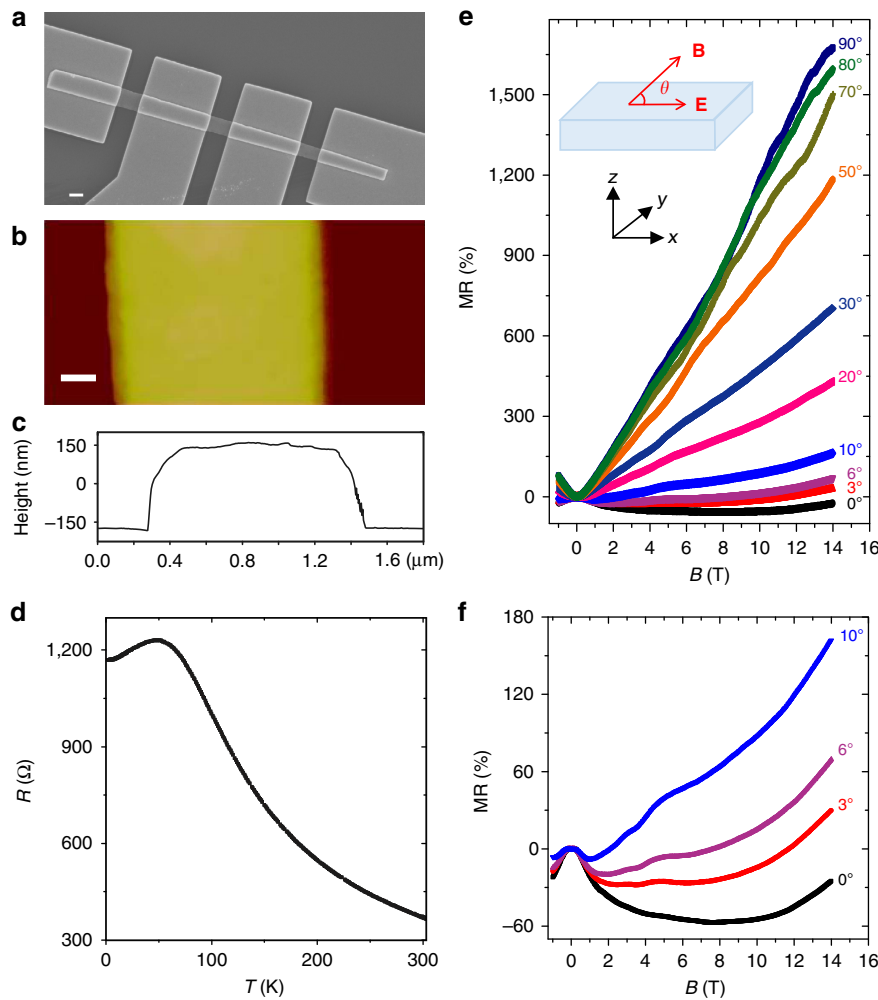 a
b
c
Height (nm)
150
0
−150
0.0 0.4 0.8 1.2 1.6 (μm)
d
R (Ω)
1,200
900
600
300
0 100 200 300
T (K)
e
MR (%)
1,500
1,200
900
600
300
0
0 2 4 6 8 10 12 14 16
B (T)
B
θ
E
z
y
x
90°
80°
70°
50°
30°
20°
10°
6°
3°
0°
f
MR (%)
180
120
60
0
−60
0 2 4 6 8 10 12 14 16
B (T)
10°
6°
3°
0°